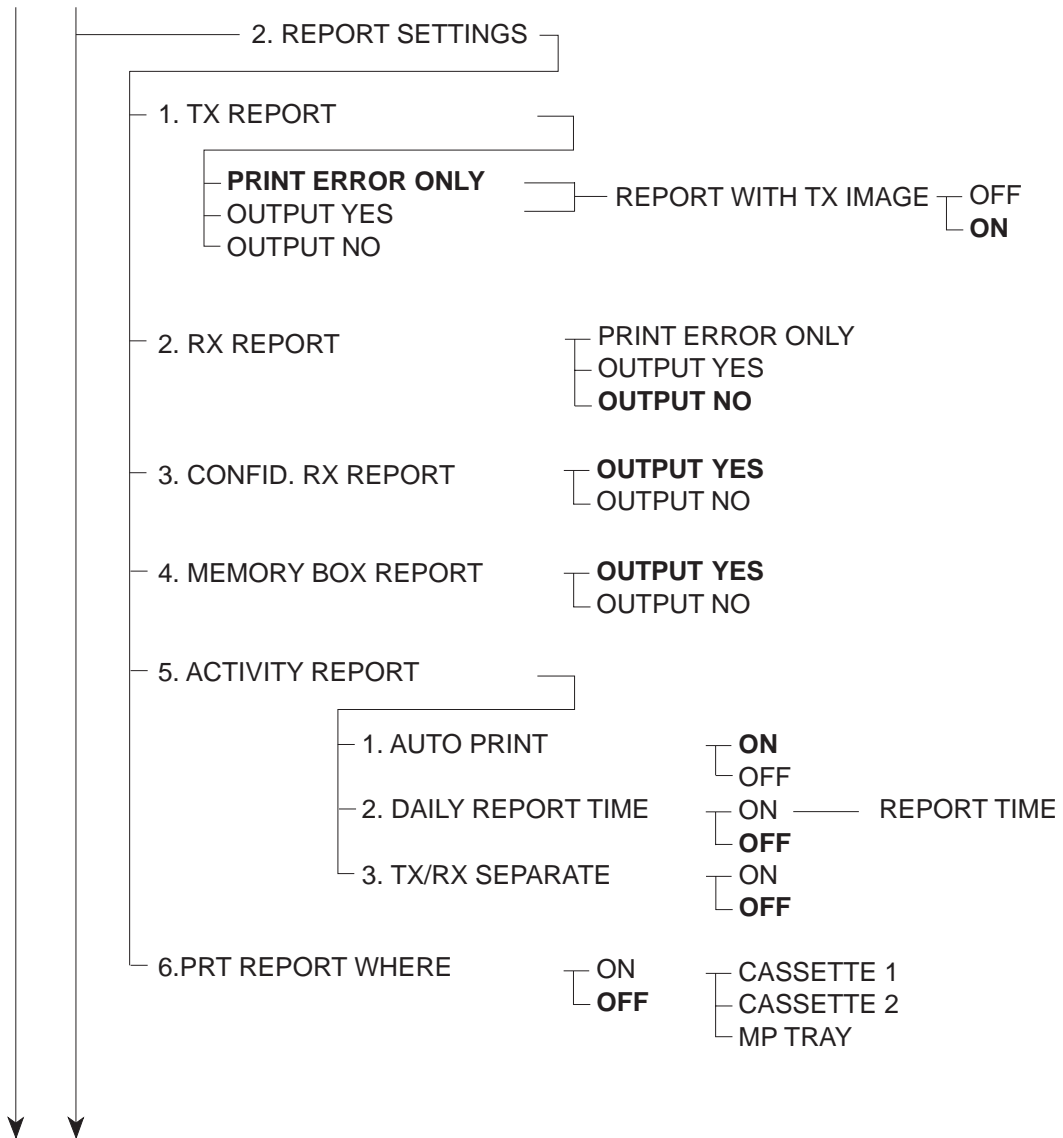 2. REPORT SETTINGS
1. TX REPORT
PRINT ERROR ONLY
OUTPUT YES
OUTPUT NO
REPORT WITH TX IMAGE
OFF
ON
2. RX REPORT
PRINT ERROR ONLY
OUTPUT YES
OUTPUT NO
3. CONFID. RX REPORT
OUTPUT YES
OUTPUT NO
4. MEMORY BOX REPORT
OUTPUT YES
OUTPUT NO
5. ACTIVITY REPORT
1. AUTO PRINT
ON
OFF
2. DAILY REPORT TIME
ON
REPORT TIME
OFF
3. TX/RX SEPARATE
ON
OFF
6.PRT REPORT WHERE
ON
OFF
CASSETTE 1
CASSETTE 2
MP TRAY